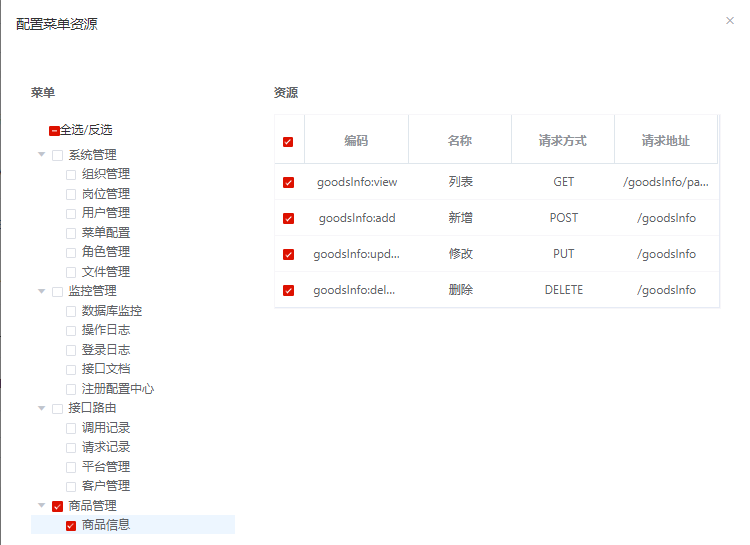 配置菜单资源
菜单
全选/反选
系统管理
组织管理
岗位管理
用户管理
菜单配置
角色管理
文件管理
监控管理
数据库监控
操作日志
登录日志
接口文档
注册配置中心
接口路由
调用记录
请求记录
平台管理
客户管理
商品管理
商品信息
资源
编码 名称 请求方式 请求地址
goodsInfo:view 列表 GET /goodsInfo/pa...
goodsInfo:add 新增 POST /goodsInfo
goodsInfo:upd... 修改 PUT /goodsInfo
goodsInfo:del... 删除 DELETE /goodsInfo